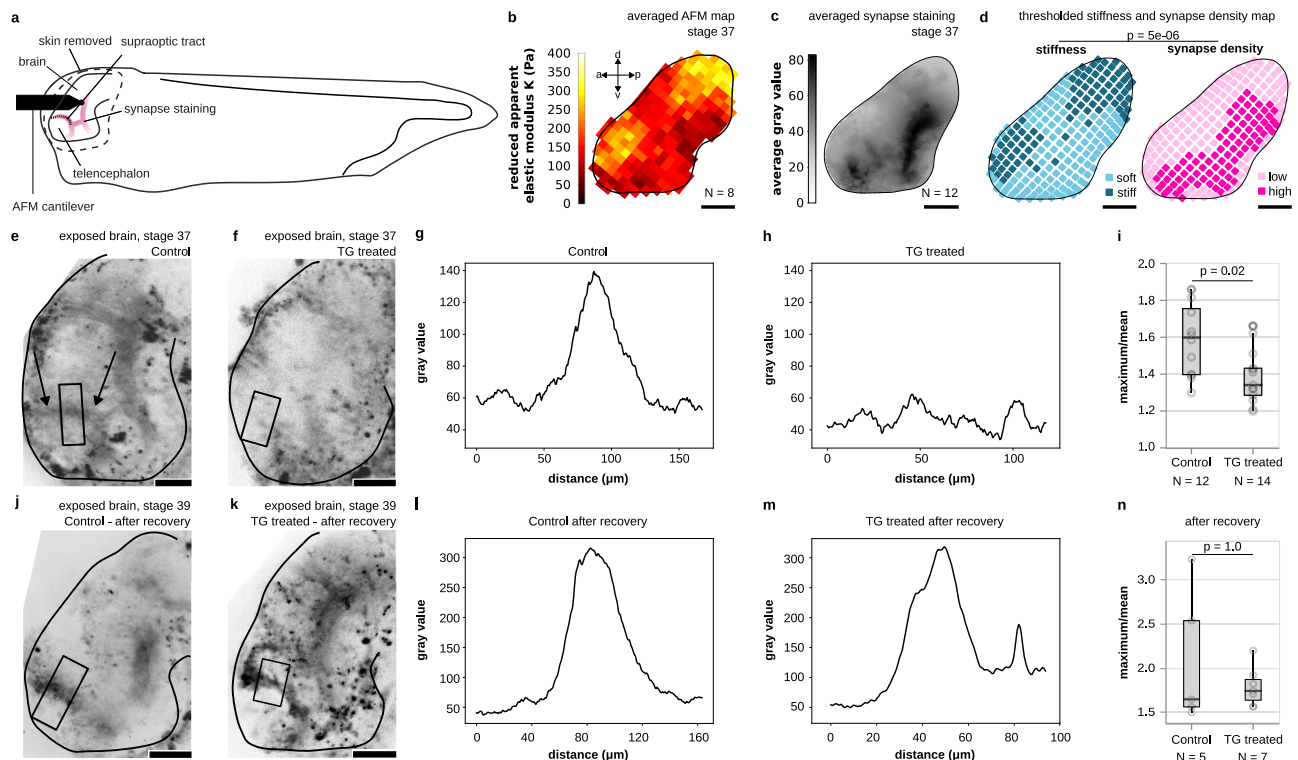 a
skin removed
supraoptic tract
brain
synapse staining
telencephalon
AFM cantilever
b
averaged AFM map
stage 37
reduced apparent
elastic modulus K (Pa)
400
350
300
250
200
150
100
50
0
d
a
p
v
N = 8
c
averaged synapse staining
stage 37
average gray value
80
60
40
20
0
N = 12
d
thresholded stiffness and synapse density map
p = 5e-06
stiffness
synapse density
soft
stiff
low
high
e
exposed brain, stage 37
Control
f
exposed brain, stage 37
TG treated
g
Control
gray value
140
120
100
80
60
40
0
50
100
150
distance (μm)
h
TG treated
gray value
140
120
100
80
60
40
0
50
100
distance (μm)
i
maximum/mean
2.0
1.8
1.6
1.4
1.2
1.0
p = 0.02
Control
TG treated
N = 12
N = 14
j
exposed brain, stage 39
Control - after recovery
k
exposed brain, stage 39
TG treated - after recovery
l
Control after recovery
gray value
300
250
200
150
100
50
0
40
80
120
160
distance (μm)
m
TG treated after recovery
gray value
300
250
200
150
100
50
0
20
40
60
80
100
distance (μm)
n
after recovery
maximum/mean
3.0
2.5
2.0
1.5
p = 1.0
Control
TG treated
N = 5
N = 7